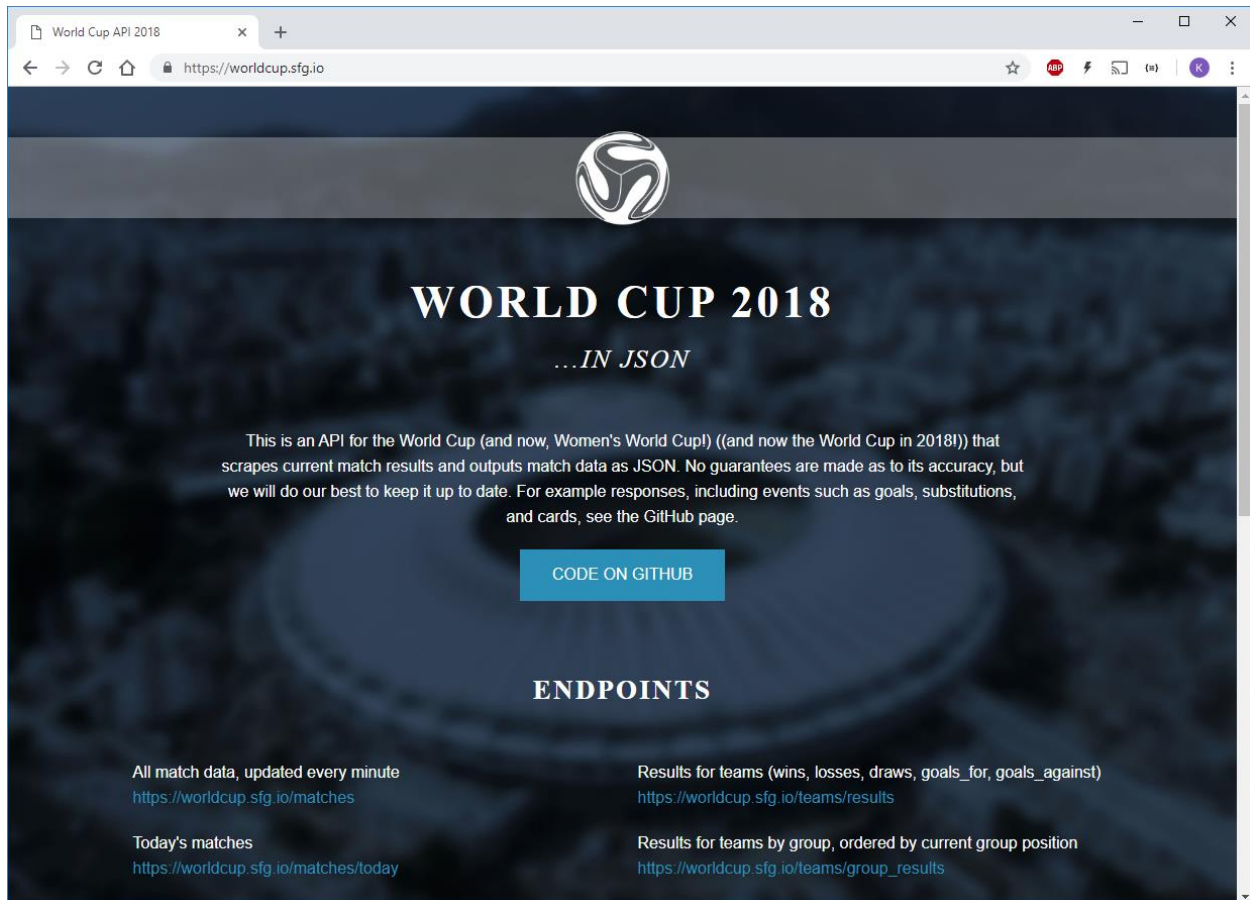 World Cup API 2018
https://worldcup.sfg.io
ABP
K
WORLD CUP 2018
...IN JSON
This is an API for the World Cup (and now, Women's World Cup!) ((and now the World Cup in 2018!)) that
scrapes current match results and outputs match data as JSON. No guarantees are made as to its accuracy, but
we will do our best to keep it up to date. For example responses, including events such as goals, substitutions,
and cards, see the GitHub page.
CODE ON GITHUB
ENDPOINTS
All match data, updated every minute
https://worldcup.sfg.io/matches
Results for teams (wins, losses, draws, goals_for, goals_against)
https://worldcup.sfg.io/teams/results
Today's matches
https://worldcup.sfg.io/matches/today
Results for teams by group, ordered by current group position
https://worldcup.sfg.io/teams/group_results